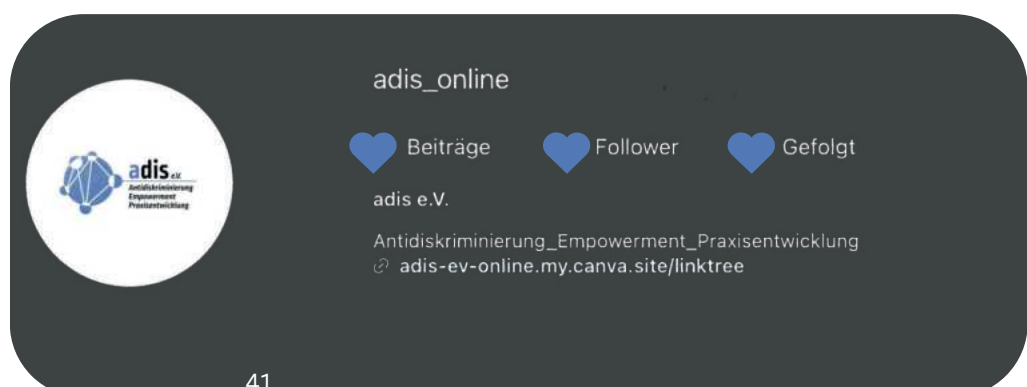 adis_online
Beiträge Follower Gefolgt
adis e.V.
Antidiskriminierung_Empowerment_Praxisentwicklung
adis-ev-online.my.canva.site/linktree
adis e.V.
Antidiskriminierung
Empowerment
Praxisentwicklung
41